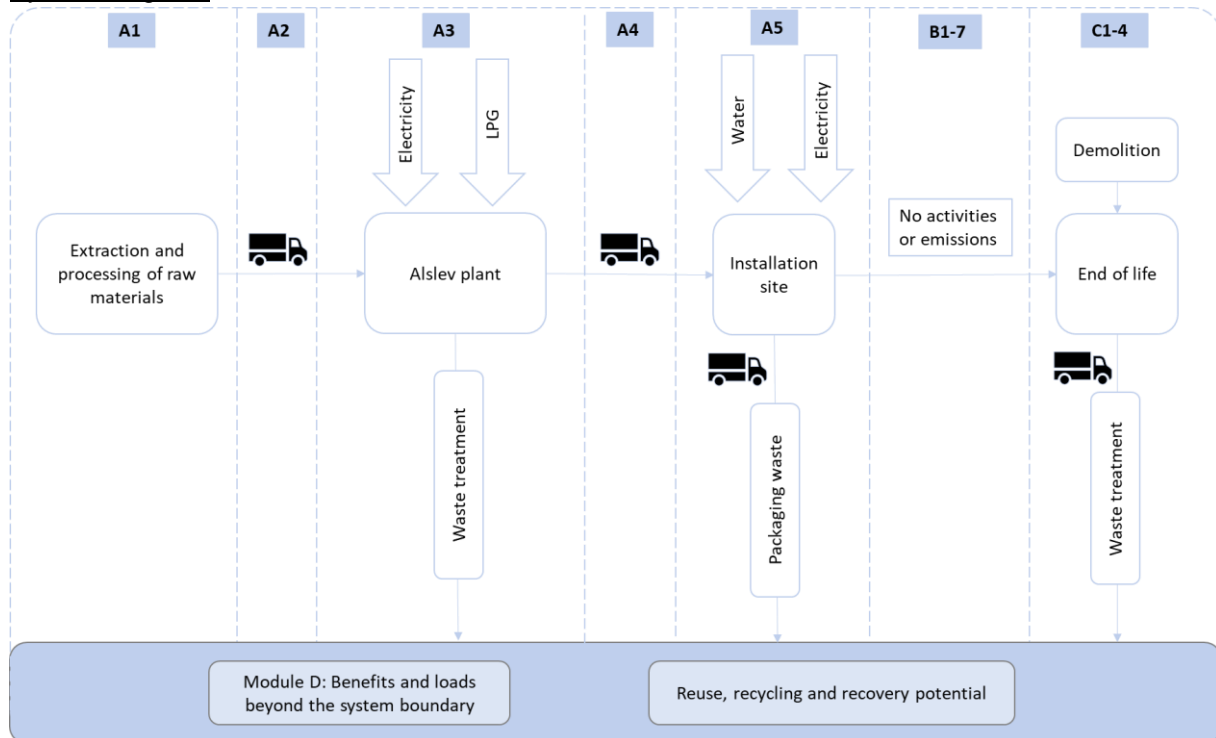 A1
A2
A3
A4
A5
B1-7
C1-4
Electricity
LPG
Water
Electricity
Demolition
Extraction and
processing of raw
materials
Alslev plant
Installation
site
No activities
or emissions
End of life
Waste treatment
Packaging waste
Waste treatment
Module D: Benefits and loads
beyond the system boundary
Reuse, recycling and recovery potential